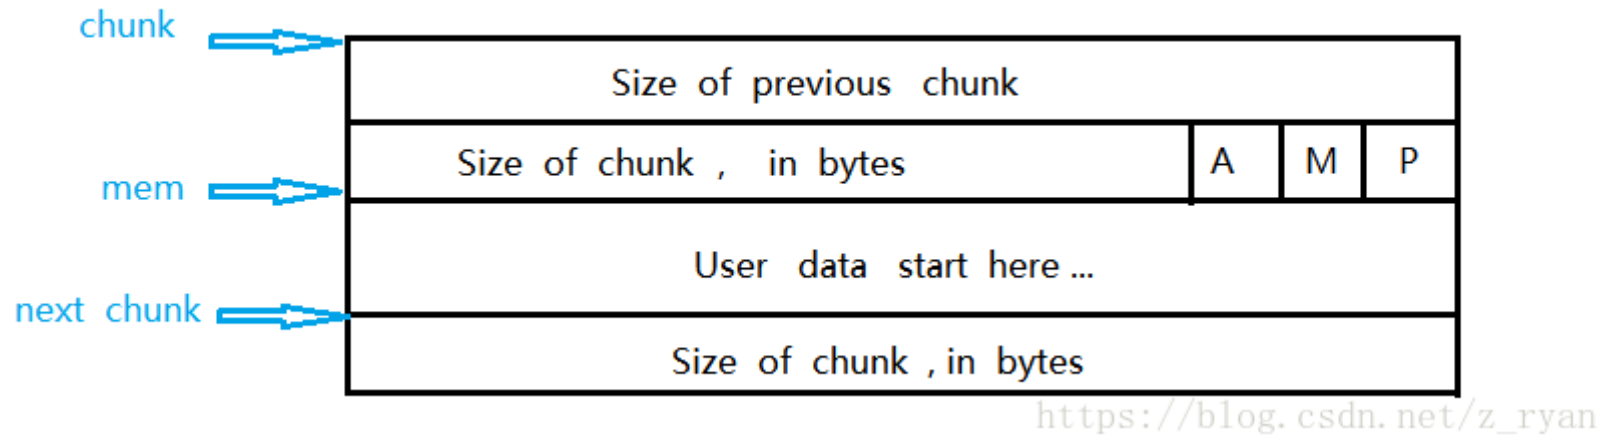 chunk
Size of previous chunk
Size of chunk , in bytes A M P
mem
User data start here ...
next chunk
Size of chunk , in bytes
https://blog.csdn.net/z_ryan